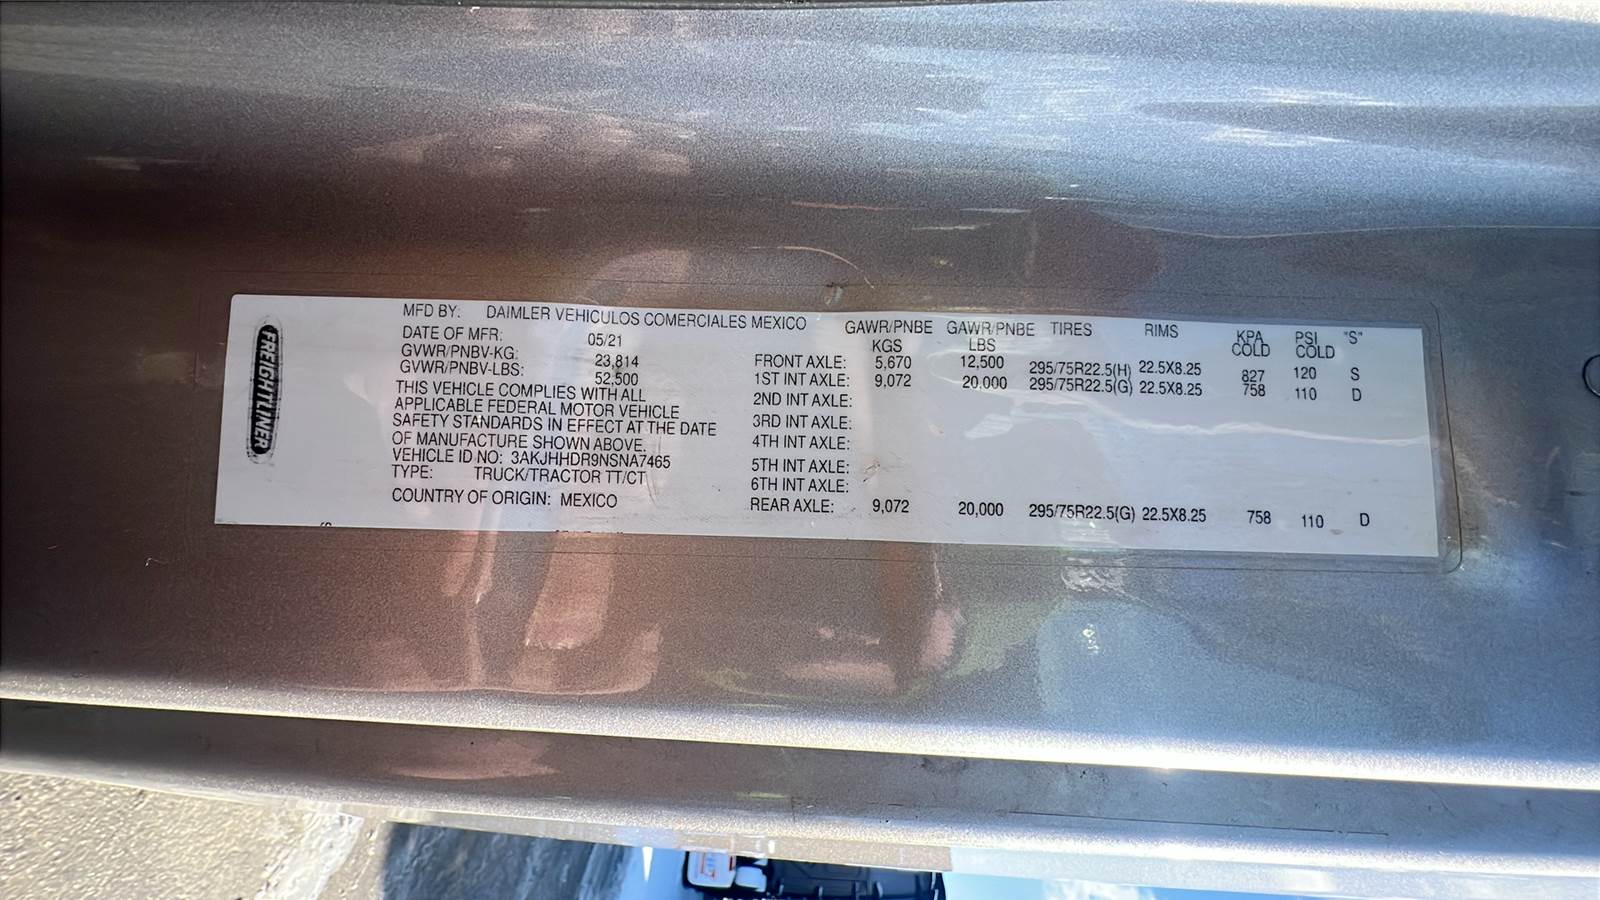 FREIGHTLINER
MFD BY: DAIMLER VEHICULOS COMERCIALES MEXICO
DATE OF MFR: 05/21
GVWR/PNBV-KG: 23,814
GVWR/PNBV-LBS: 52,500
THIS VEHICLE COMPLIES WITH ALL
APPLICABLE FEDERAL MOTOR VEHICLE
SAFETY STANDARDS IN EFFECT AT THE DATE
OF MANUFACTURE SHOWN ABOVE.
VEHICLE ID NO: 3AKJHHDR9NSNA7465
TYPE: TRUCK/TRACTOR TT/CT
COUNTRY OF ORIGIN: MEXICO
GAWR/PNBE KGS GAWR/PNBE LBS TIRES RIMS KPA COLD PSI COLD "S"
FRONT AXLE: 5,670 12,500 295/75R22.5(H) 22.5X8.25 827 120 S
1ST INT AXLE: 9,072 20,000 295/75R22.5(G) 22.5X8.25 758 110 D
2ND INT AXLE:
3RD INT AXLE:
4TH INT AXLE:
5TH INT AXLE:
6TH INT AXLE:
REAR AXLE: 9,072 20,000 295/75R22.5(G) 22.5X8.25 758 110 D